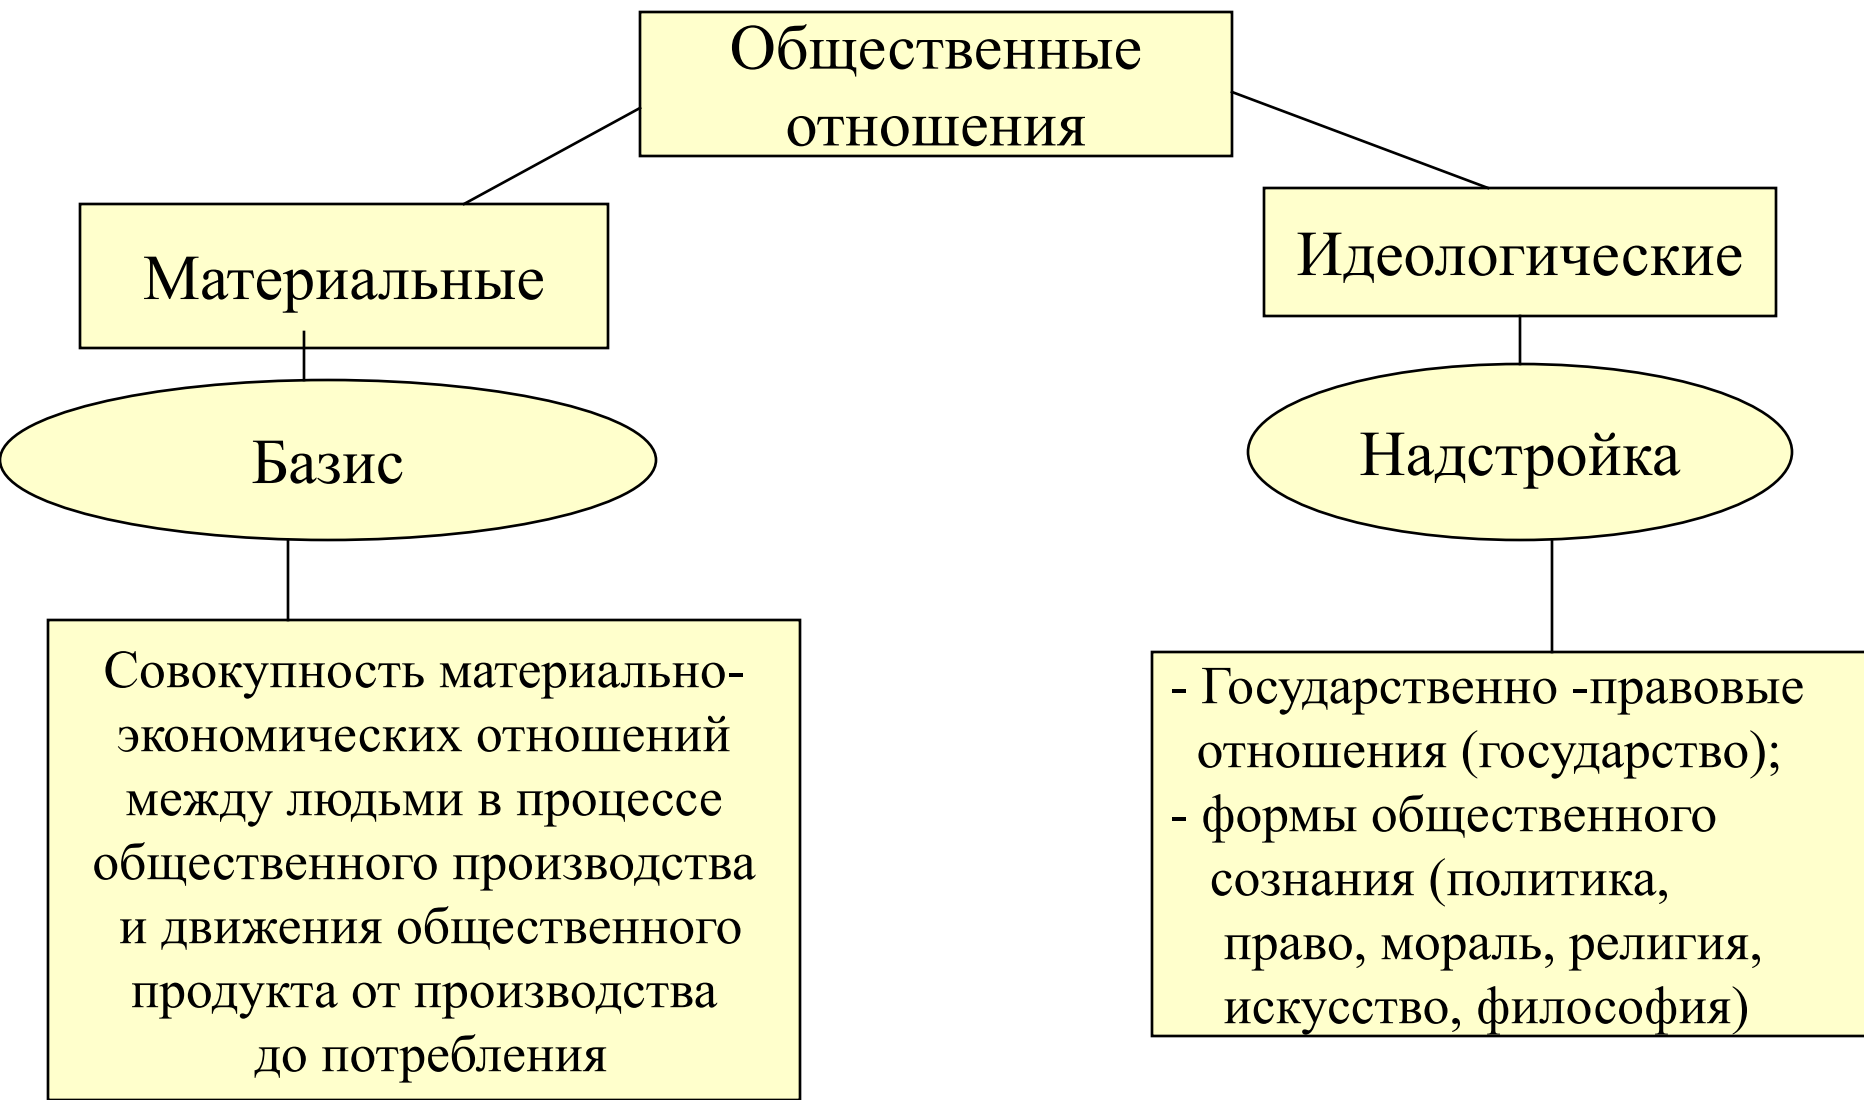 Общественные
отношения
Материальные
Идеологические
Базис
Надстройка
Совокупность материально-
экономических отношений
между людьми в процессе
общественного производства
и движения общественного
продукта от производства
до потребления
- Государственно -правовые
отношения (государство);
- формы общественного
сознания (политика,
право, мораль, религия,
искусство, философия)